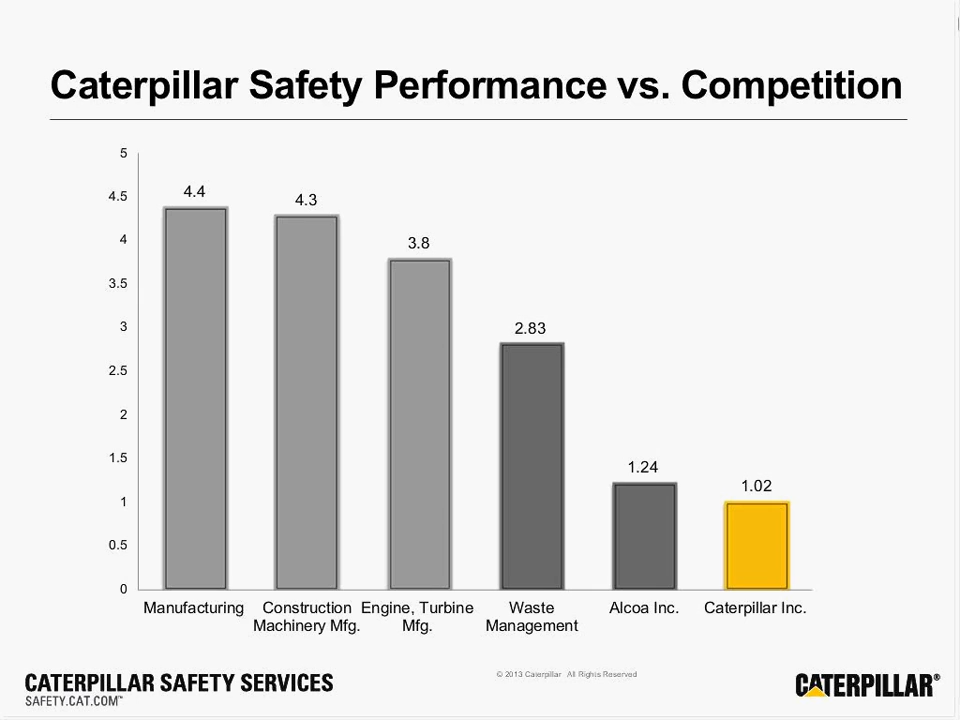 Caterpillar Safety Performance vs. Competition
5
4.5
4
3.5
3
2.5
2
1.5
1
0.5
0
4.4
4.3
3.8
2.83
1.24
1.02
Manufacturing
Construction
Machinery Mfg.
Engine, Turbine
Mfg.
Waste
Management
Alcoa Inc.
Caterpillar Inc.
CATERPILLAR SAFETY SERVICES
SAFETY.CAT.COM™
© 2013 Caterpillar All Rights Reserved
CATERPILLAR®